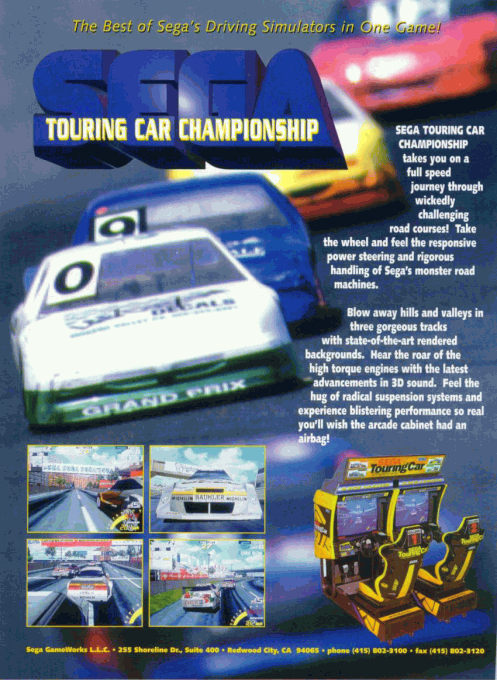 The Best of Sega's Driving Simulators in One Game!
SEGA
TOURING CAR CHAMPIONSHIP
SEGA TOURING CAR
CHAMPIONSHIP
takes you on a
full speed
journey through
wickedly
challenging
road courses! Take
the wheel and feel the responsive
power steering and rigorous
handling of Sega's monster road
machines.
Blow away hills and valleys in
three gorgeous tracks
with state-of-the-art rendered
backgrounds. Hear the roar of the
high torque engines with the latest
advancements in 3D sound. Feel the
hug of radical suspension systems and
experience blistering performance so real
you'll wish the arcade cabinet had an
airbag!
0
0
DECALS
GRAND PRIX
MICHELIN
MICHELIN
SEGA
TouringCar
Sega GameWorks L.L.C. • 255 Shoreline Dr., Suite 400 • Redwood City, CA 94065 • phone (415) 802-3100 • fax (415) 802-3120